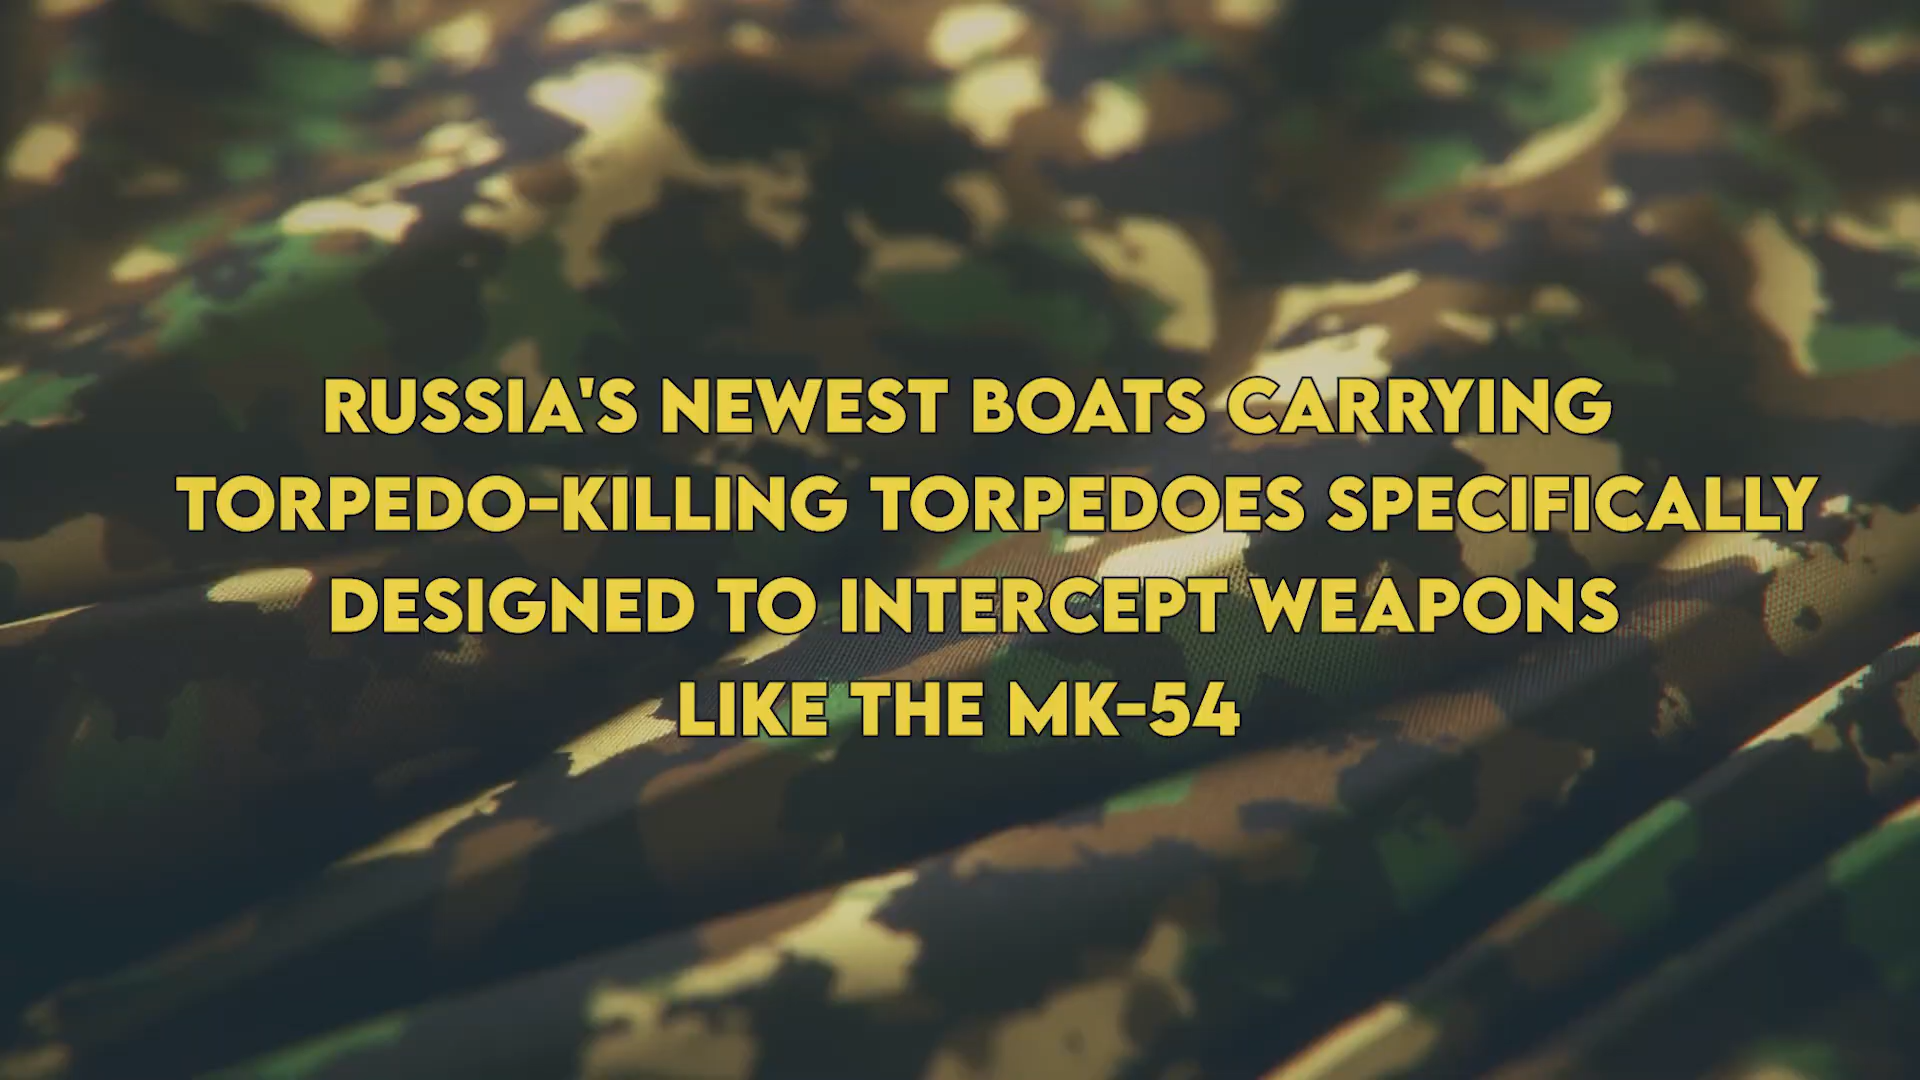 RUSSIA'S NEWEST BOATS CARRYING
TORPEDO-KILLING TORPEDOES SPECIFICALLY
DESIGNED TO INTERCEPT WEAPONS
LIKE THE MK-54